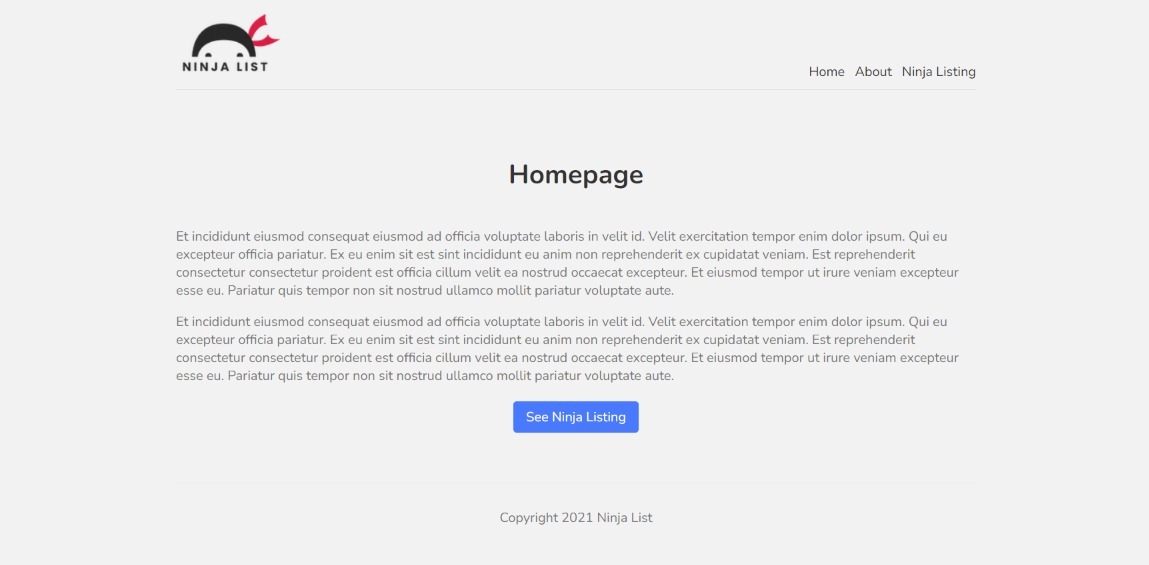 NINJA LIST
Home About Ninja Listing
Homepage
Et incididunt eiusmod consequat eiusmod ad officia voluptate laboris in velit id. Velit exercitation tempor enim dolor ipsum. Qui eu
excepteur officia pariatur. Ex eu enim sit est sint incididunt eu anim non reprehenderit ex cupidatat veniam. Est reprehenderit
consectetur consectetur proident est officia cillum velit ea nostrud occaecat excepteur. Et eiusmod tempor ut irure veniam excepteur
esse eu. Pariatur quis tempor non sit nostrud ullamco mollit pariatur voluptate aute.
Et incididunt eiusmod consequat eiusmod ad officia voluptate laboris in velit id. Velit exercitation tempor enim dolor ipsum. Qui eu
excepteur officia pariatur. Ex eu enim sit est sint incididunt eu anim non reprehenderit ex cupidatat veniam. Est reprehenderit
consectetur consectetur proident est officia cillum velit ea nostrud occaecat excepteur. Et eiusmod tempor ut irure veniam excepteur
esse eu. Pariatur quis tempor non sit nostrud ullamco mollit pariatur voluptate aute.
See Ninja Listing
Copyright 2021 Ninja List